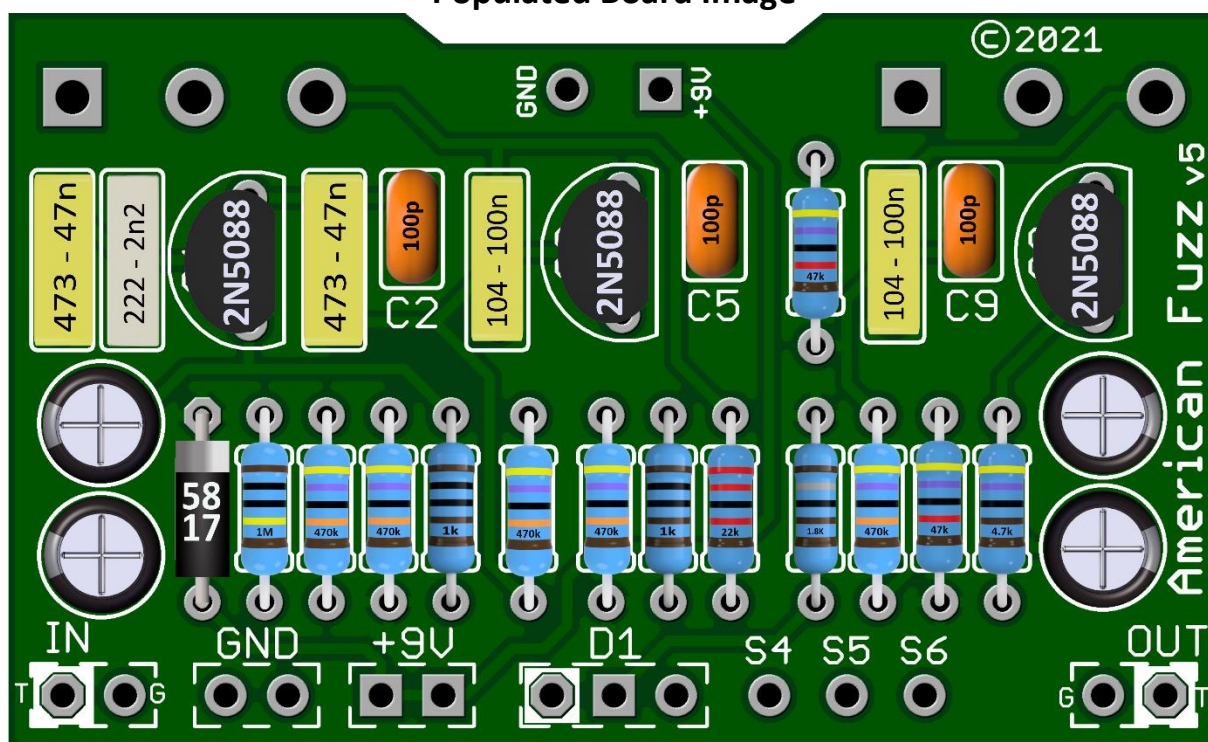 Populated Board Image
©2021
GND
+9V
473 - 47n
222 - 2n2
2N5088
473 - 47n
100p
C2
104 - 100n
2N5088
100p
C5
47k
104 - 100n
100p
C9
2N5088
American Fuzz v5
58
17
1M
470k
470k
1k
470k
470k
1k
22k
1.8K
470k
47k
4.7k
IN
GND
+9V
D1
S4
S5
S6
OUT
T
G
G
T